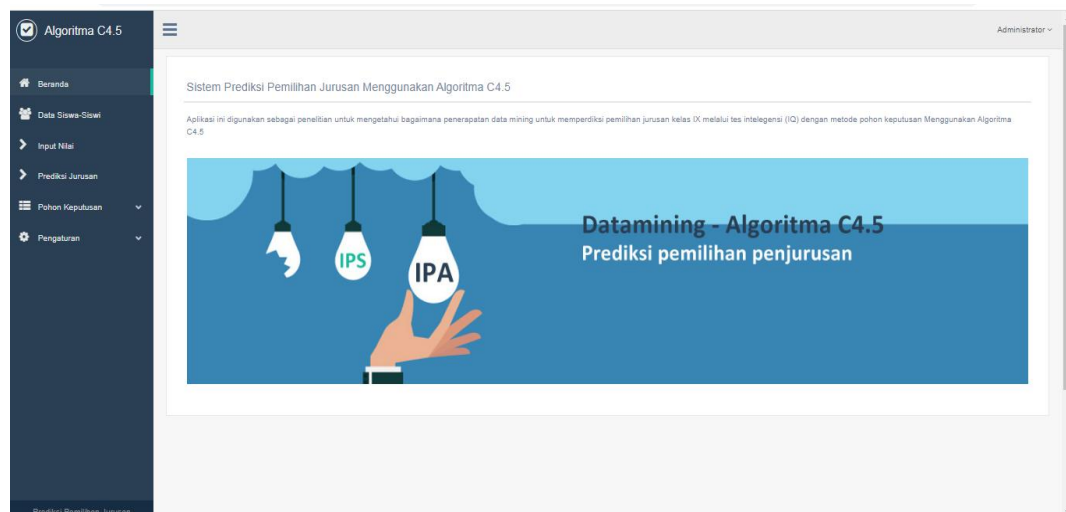 Algoritma C4.5
Administrator
Beranda
Data Siswa-Siswi
Input Nilai
Prediksi Jurusan
Pohon Keputusan
Pengaturan
Sistem Prediksi Pemilihan Jurusan Menggunakan Algoritma C4.5
Aplikasi ini digunakan sebagai penelitian untuk mengetahui bagaimana penerapatan data mining untuk memperdiksi pemilihan jurusan kelas IX melalui tes intelegensi (IQ) dengan metode pohon keputusan Menggunakan Algoritma
C4.5
IPS
IPA
Datamining - Algoritma C4.5
Prediksi pemilihan penjurusan
Prediksi Pemilihan Jurusan